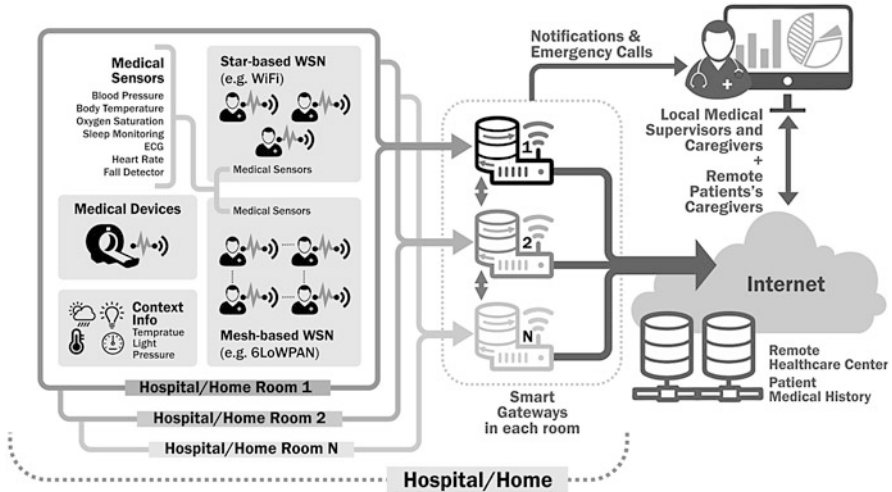 Medical
Sensors
Blood Pressure
Body Temperature
Oxygen Saturation
Sleep Monitoring
ECG
Heart Rate
Fall Detector
Star-based WSN
(e.g. WiFi)
Medical Sensors
Medical Sensors
Mesh-based WSN
(e.g. 6LoWPAN)
Medical Devices
Context
Info
Tempratue
Light
Pressure
Hospital/Home Room 1
Hospital/Home Room 2
Hospital/Home Room N
1
2
N
Smart
Gateways
in each room
Notifications &
Emergency Calls
Local Medical
Supervisors and
Caregivers
+
Remote
Patients's
Caregivers
Internet
Remote
Healthcare Center
Patient
Medical History
Hospital/Home